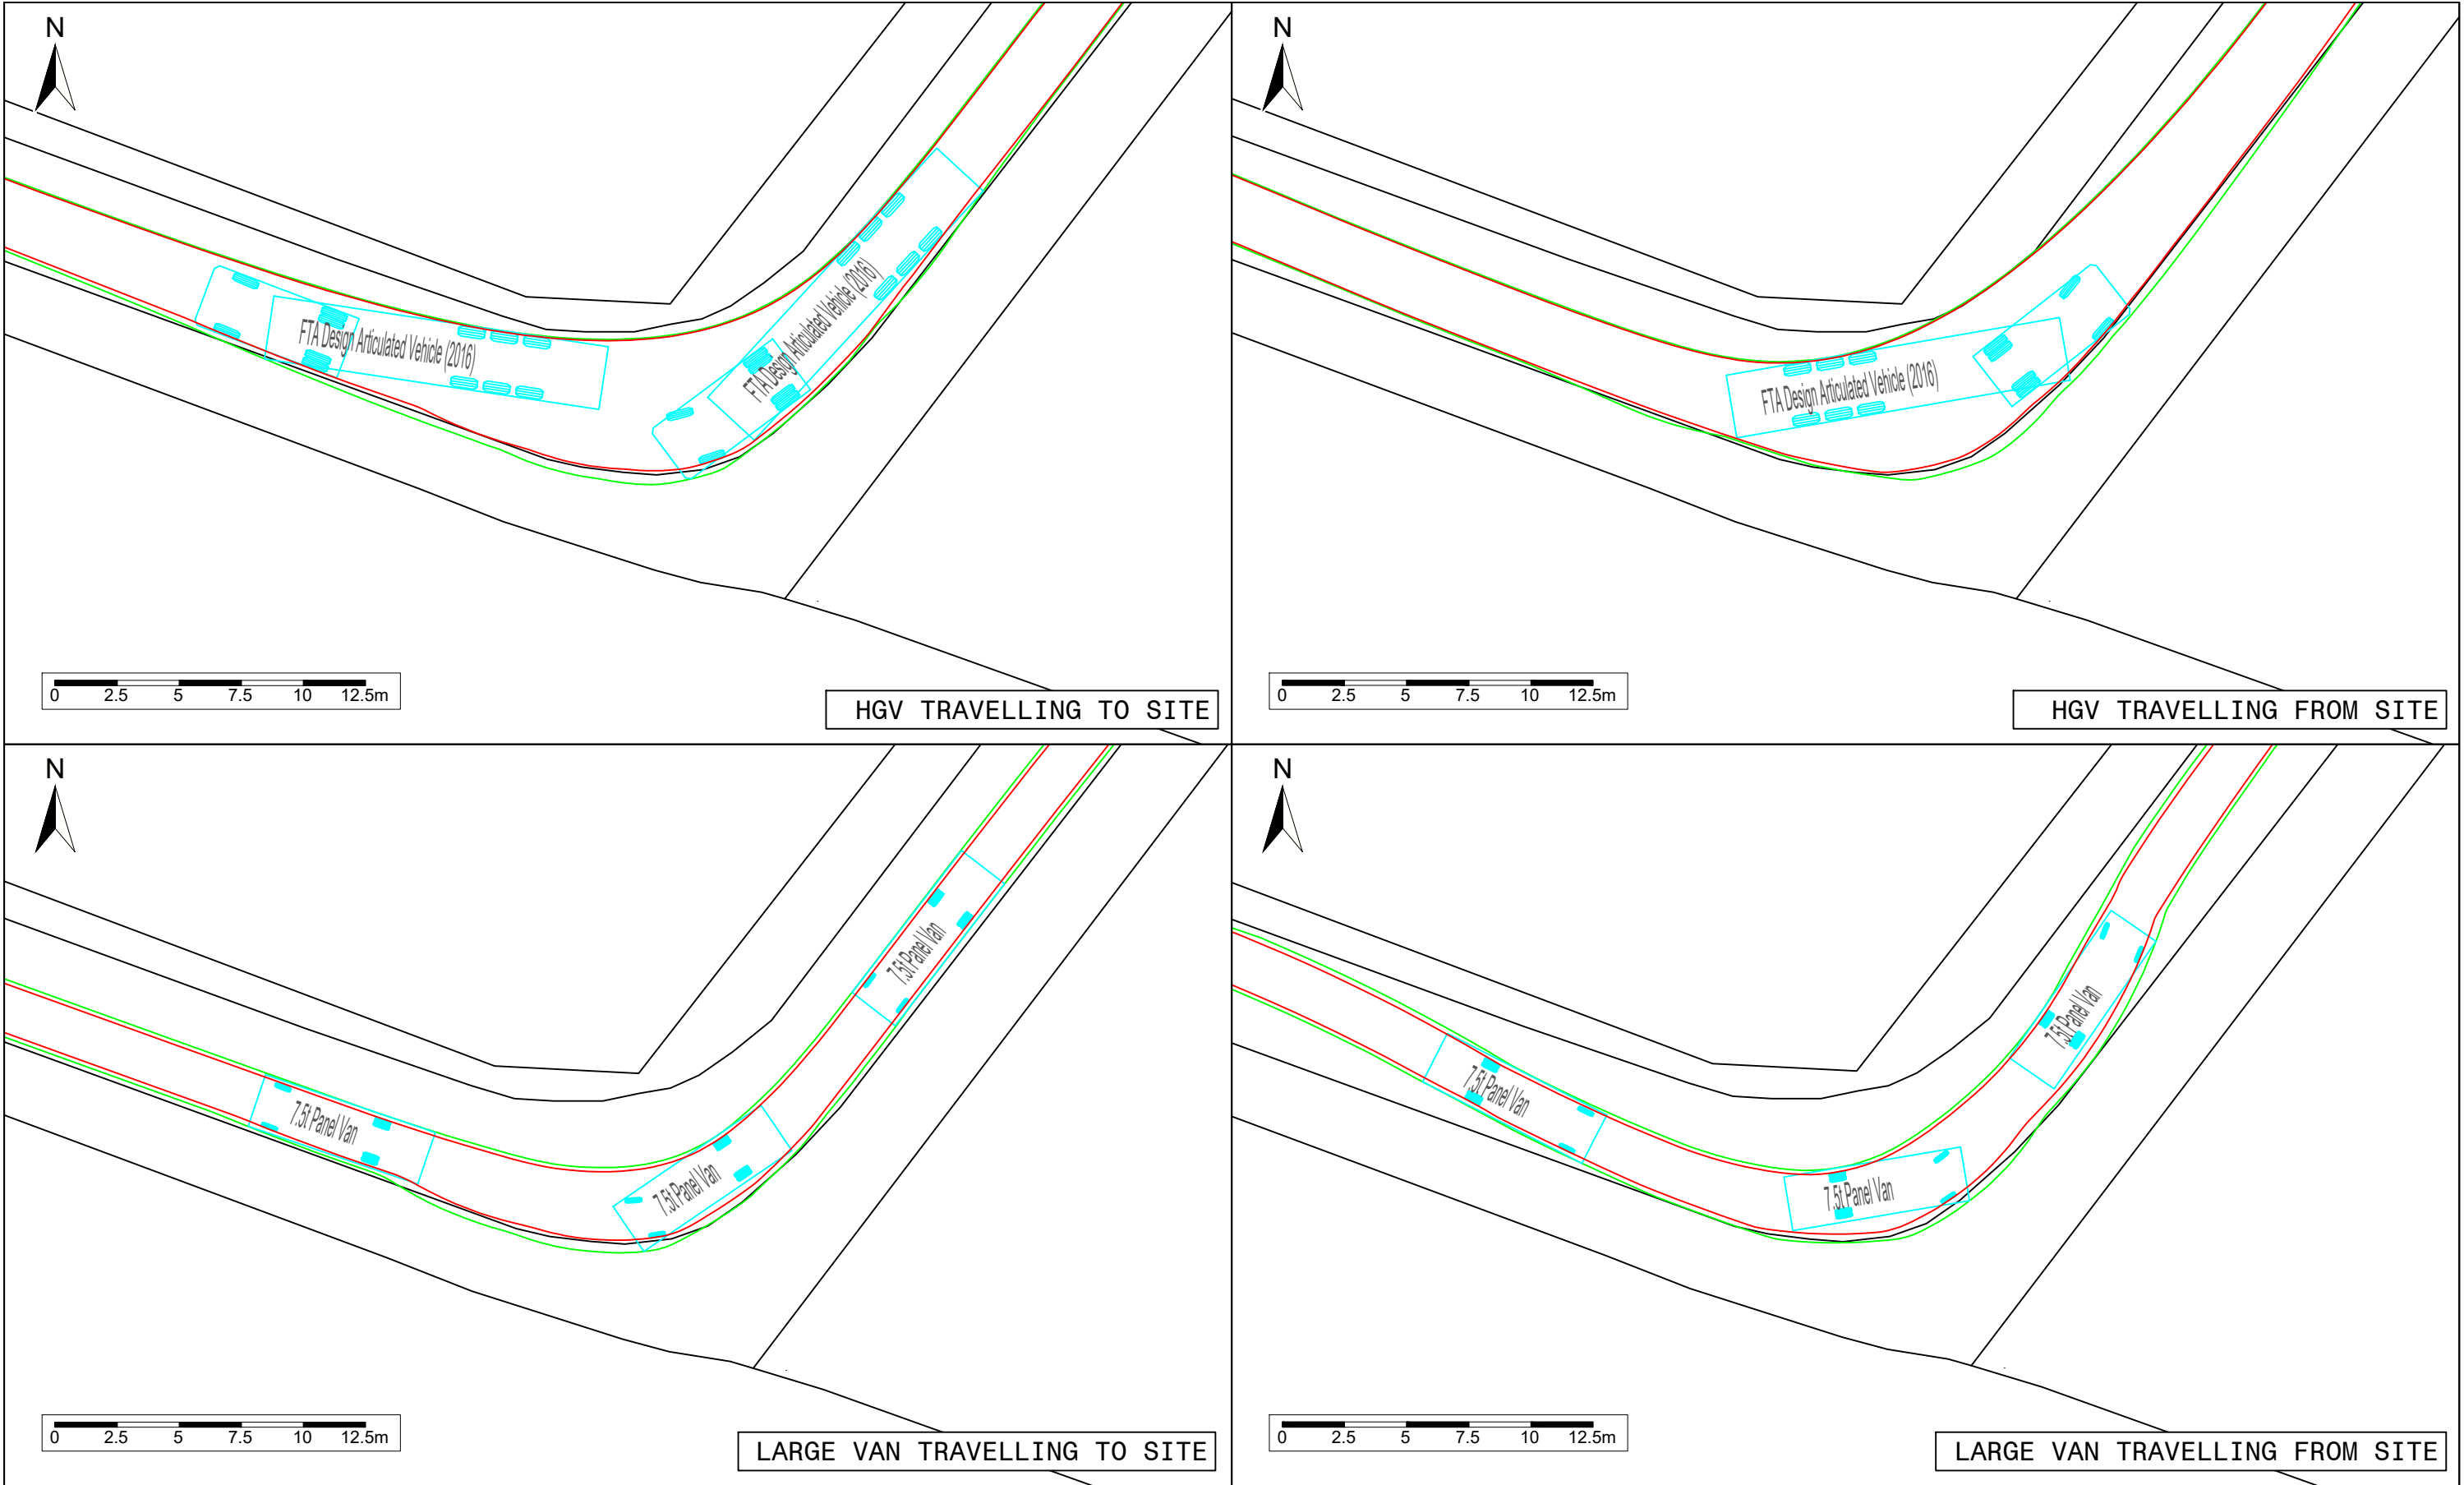 N
FTA Design Articulated Vehicle (2016)
FTA Design Articulated Vehicle (2016)
0 2.5 5 7.5 10 12.5m
HGV TRAVELLING TO SITE
N
FTA Design Articulated Vehicle (2016)
0 2.5 5 7.5 10 12.5m
HGV TRAVELLING FROM SITE
N
7.5t Panel Van
7.5t Panel Van
7.5t Panel Van
0 2.5 5 7.5 10 12.5m
LARGE VAN TRAVELLING TO SITE
N
7.5t Panel Van
7.5t Panel Van
7.5t Panel Van
0 2.5 5 7.5 10 12.5m
LARGE VAN TRAVELLING FROM SITE